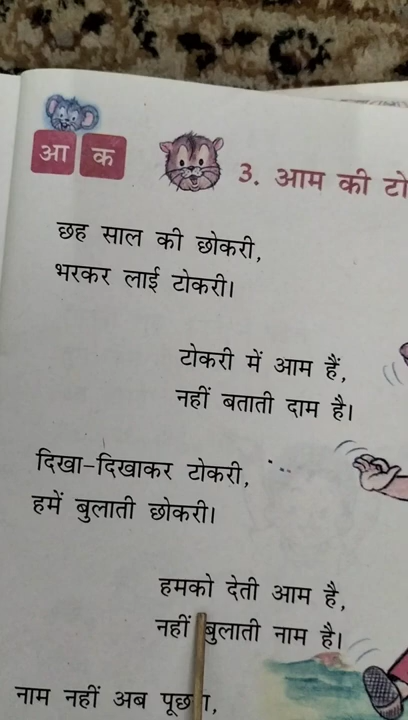 आ क
3. आम की
छह साल की छोकरी,
भरकर लाई टोकरी।
टोकरी में आम हैं,
नहीं बताती दाम है।
दिखा-दिखाकर टोकरी,
हमें बुलाती छोकरी।
हमको देती आम है,
नहीं बुलाती नाम है।
नाम नहीं अब